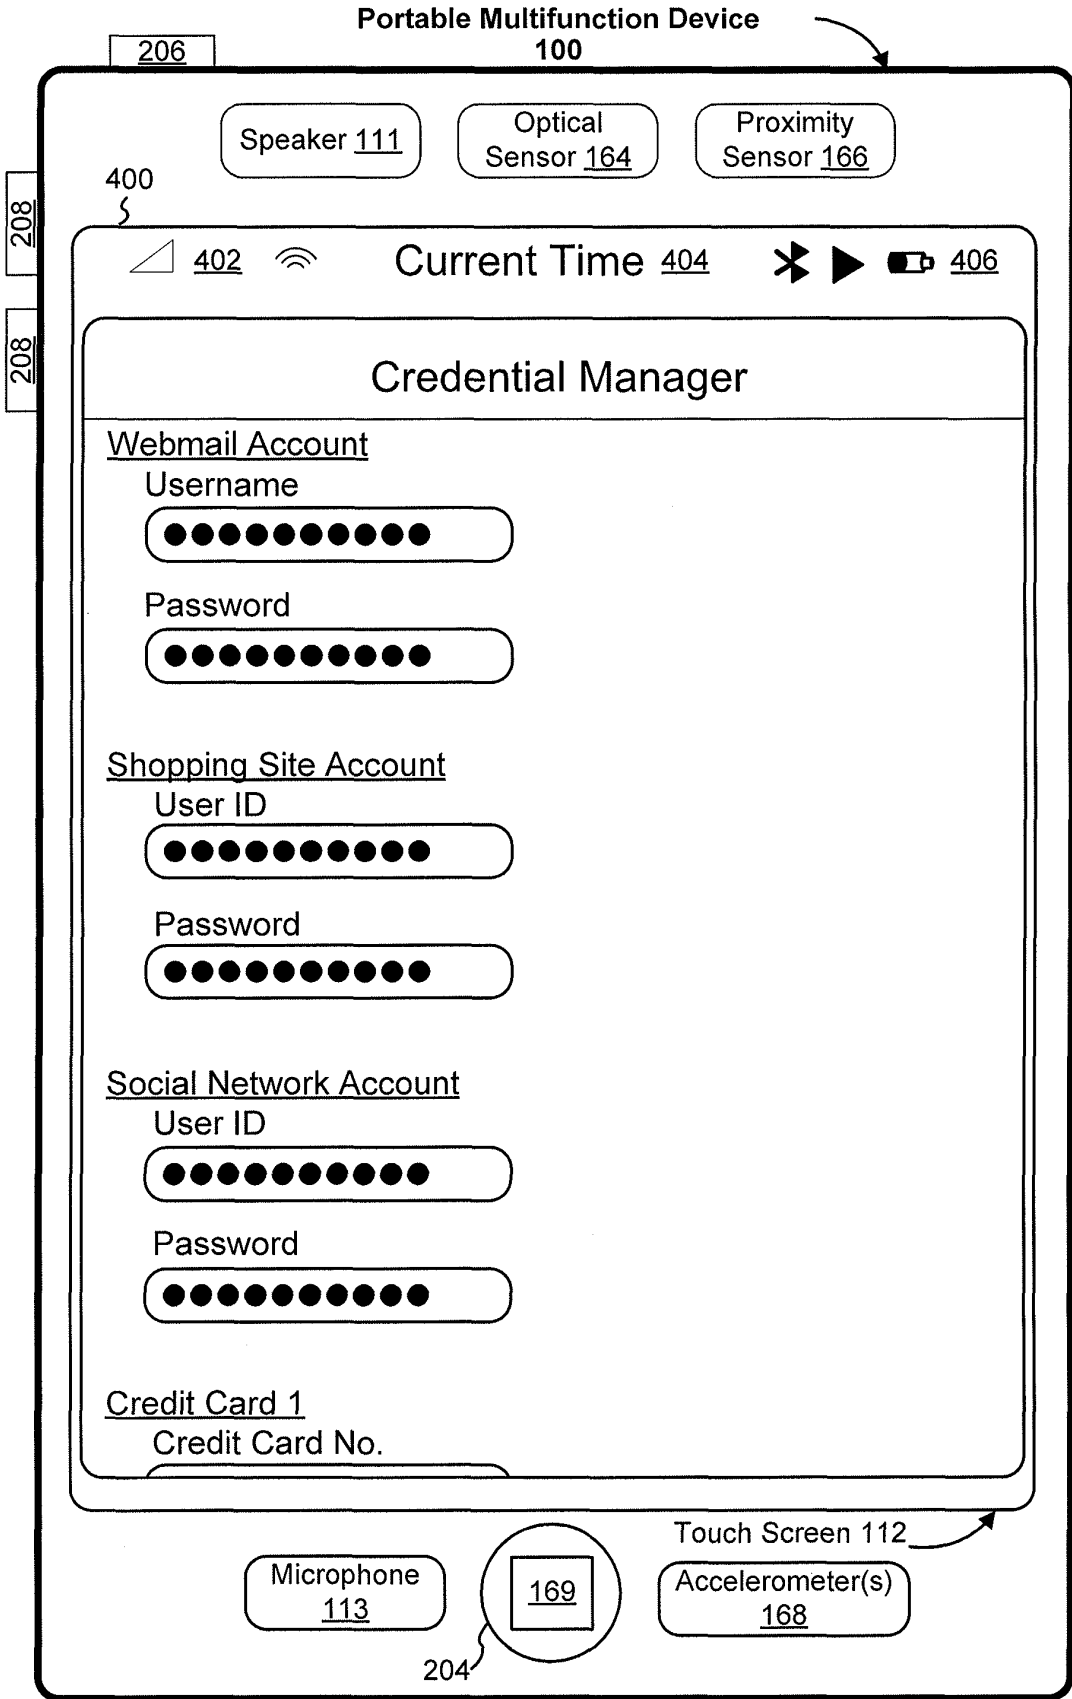 Portable Multifunction Device
100
206
Speaker 111
Optical
Sensor 164
Proximity
Sensor 166
208
208
400
402
Current Time 404
406
Credential Manager
Webmail Account
Username
Password
Shopping Site Account
User ID
Password
Social Network Account
User ID
Password
Credit Card 1
Credit Card No.
Touch Screen 112
Microphone
113
169
Accelerometer(s)
168
204